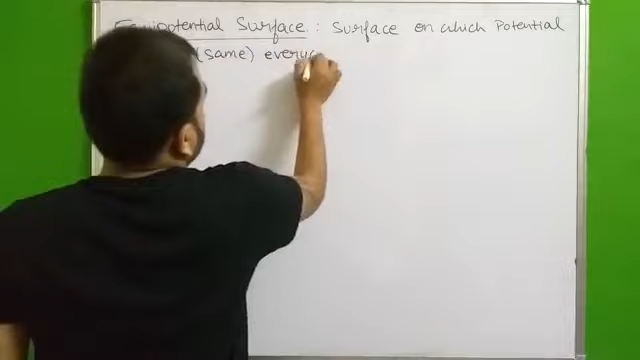 Equipotential Surface : Surface on which Potential
(Same) every